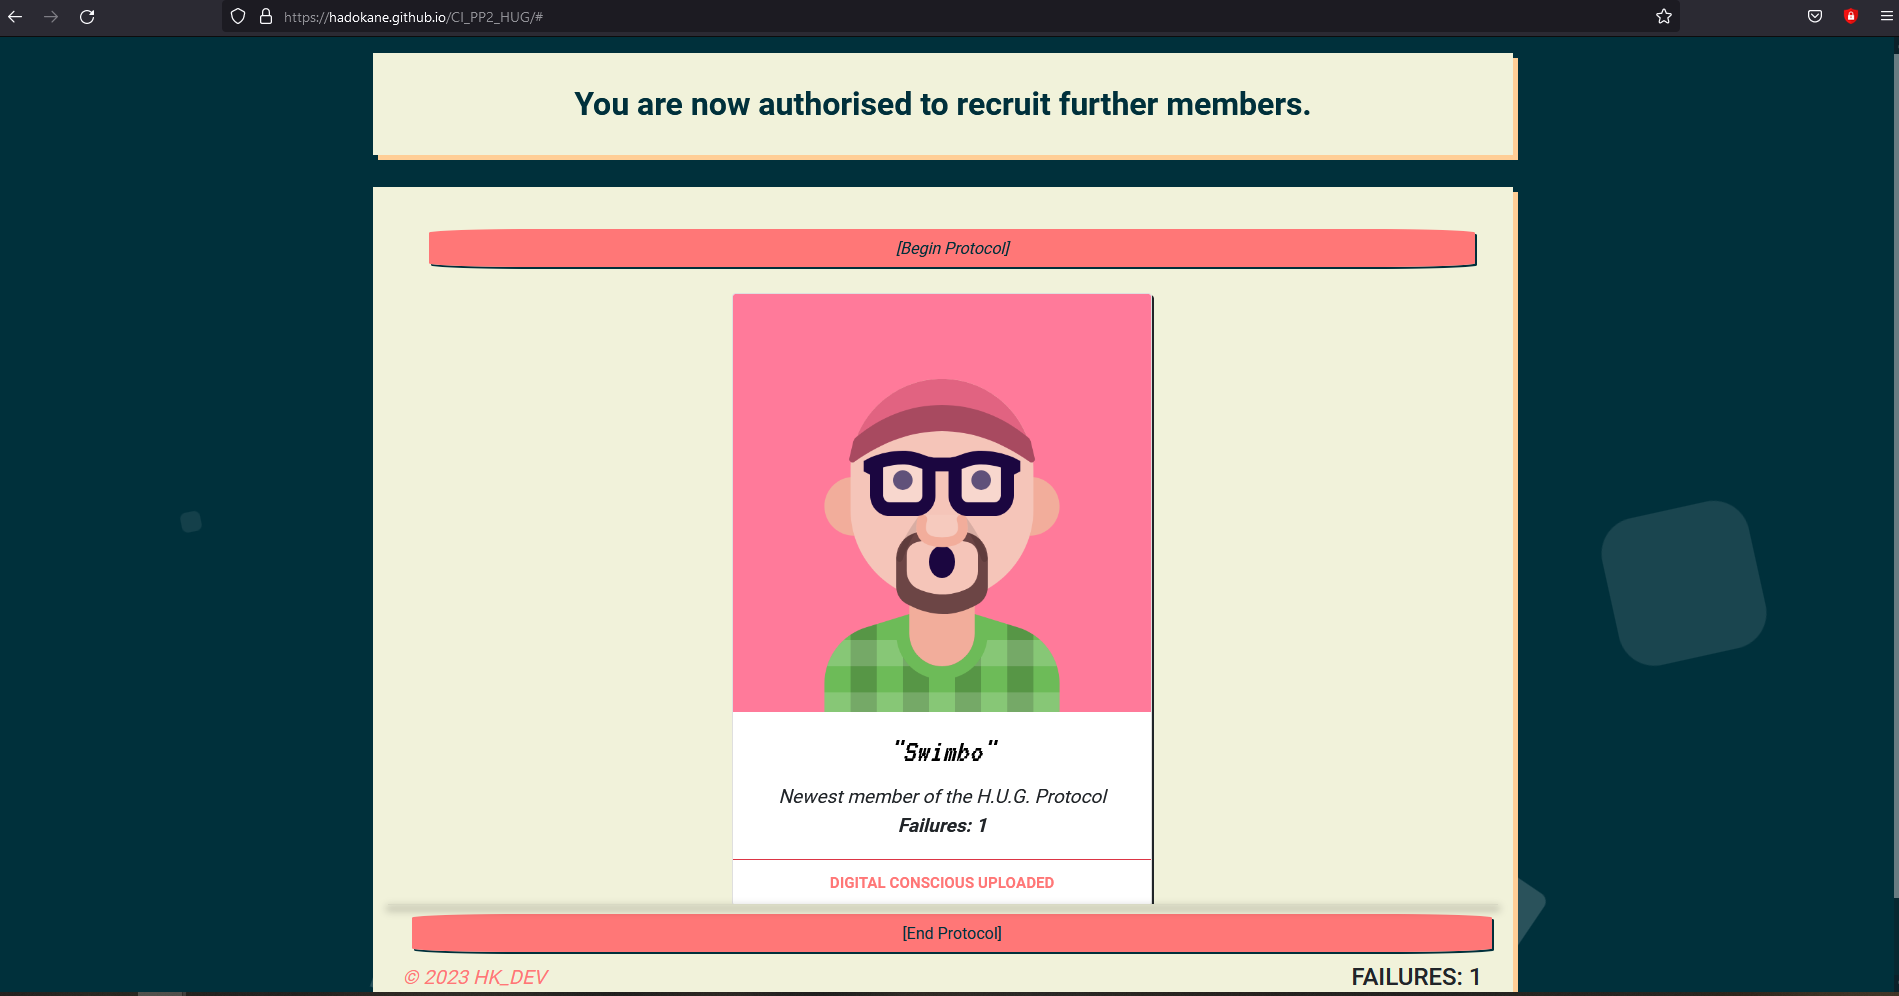 https://hadokane.github.io/CI_PP2_HUG/#
You are now authorised to recruit further members.
[Begin Protocol]
"Swimbo"
Newest member of the H.U.G. Protocol
Failures: 1
DIGITAL CONSCIOUS UPLOADED
[End Protocol]
© 2023 HK_DEV
FAILURES: 1